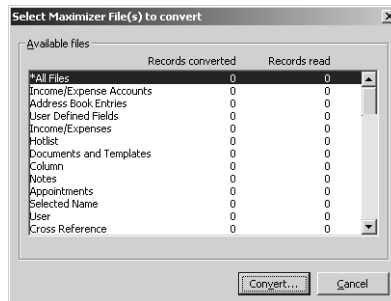 Select Maximizer File(s) to convert
Available files
Records converted Records read
*All Files 0 0
Income/Expense Accounts 0 0
Address Book Entries 0 0
User Defined Fields 0 0
Income/Expenses 0 0
Hotlist 0 0
Documents and Templates 0 0
Column 0 0
Notes 0 0
Appointments 0 0
Selected Name 0 0
User 0 0
Cross Reference 0 0
Convert... Cancel